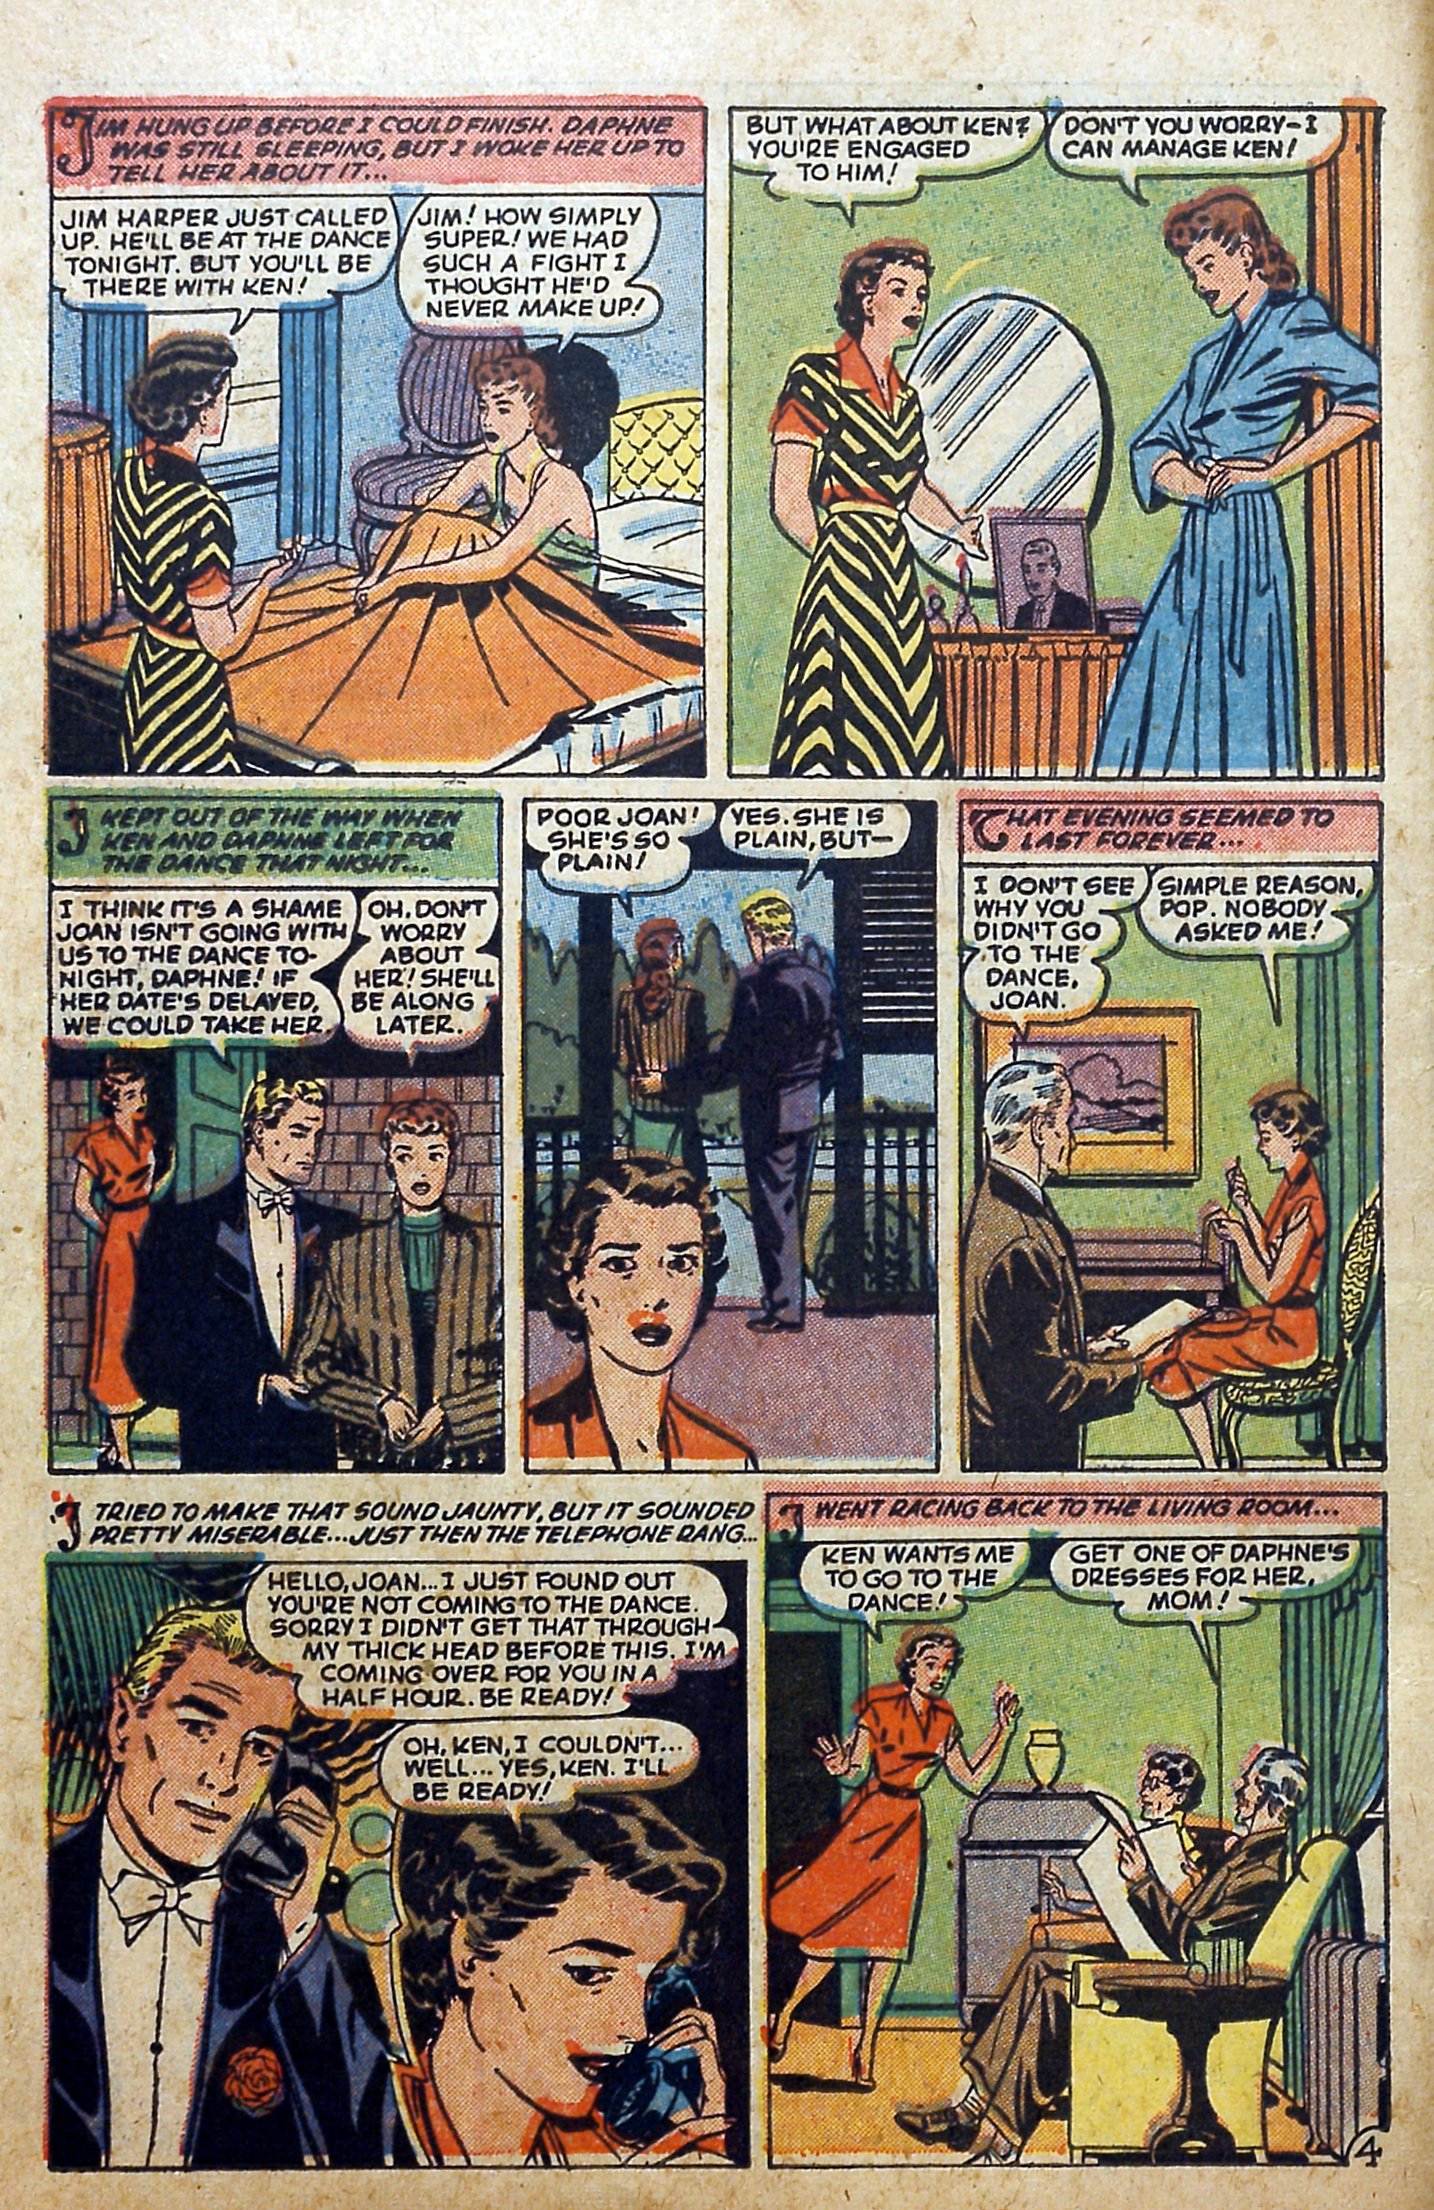 JIM HUNG UP BEFORE I COULD FINISH. DAPHNE
WAS STILL SLEEPING, BUT I WOKE HER UP TO
TELL HER ABOUT IT...
JIM HARPER JUST CALLED
UP. HE'LL BE AT THE DANCE
TONIGHT. BUT YOU'LL BE
THERE WITH KEN!
JIM! HOW SIMPLY
SUPER! WE HAD
SUCH A FIGHT I
THOUGHT HE'D
NEVER MAKE UP!
BUT WHAT ABOUT KEN?
YOU'RE ENGAGED
TO HIM!
DON'T YOU WORRY-I
CAN MANAGE KEN!
I KEPT OUT OF THE WAY WHEN
KEN AND DAPHNE LEFT FOR
THE DANCE THAT NIGHT...
I THINK IT'S A SHAME
JOAN ISN'T GOING WITH
US TO THE DANCE TO-
NIGHT, DAPHNE! IF
HER DATE'S DELAYED,
WE COULD TAKE HER.
OH, DON'T
WORRY
ABOUT
HER! SHE'LL
BE ALONG
LATER.
POOR JOAN!
SHE'S SO
PLAIN!
YES. SHE IS
PLAIN, BUT-
THAT EVENING SEEMED TO
LAST FOREVER...
I DON'T SEE
WHY YOU
DIDN'T GO
TO THE
DANCE,
JOAN.
SIMPLE REASON,
POP. NOBODY
ASKED ME!
I TRIED TO MAKE THAT SOUND JAUNTY, BUT IT SOUNDED
PRETTY MISERABLE...JUST THEN THE TELEPHONE RANG...
HELLO, JOAN...I JUST FOUND OUT
YOU'RE NOT COMING TO THE DANCE.
SORRY I DIDN'T GET THAT THROUGH
MY THICK HEAD BEFORE THIS. I'M
COMING OVER FOR YOU IN A
HALF HOUR. BE READY!
OH, KEN, I COULDN'T...
WELL... YES, KEN. I'LL
BE READY!
I WENT RACING BACK TO THE LIVING ROOM...
KEN WANTS ME
TO GO TO THE
DANCE!
GET ONE OF DAPHNE'S
DRESSES FOR HER,
MOM!
4